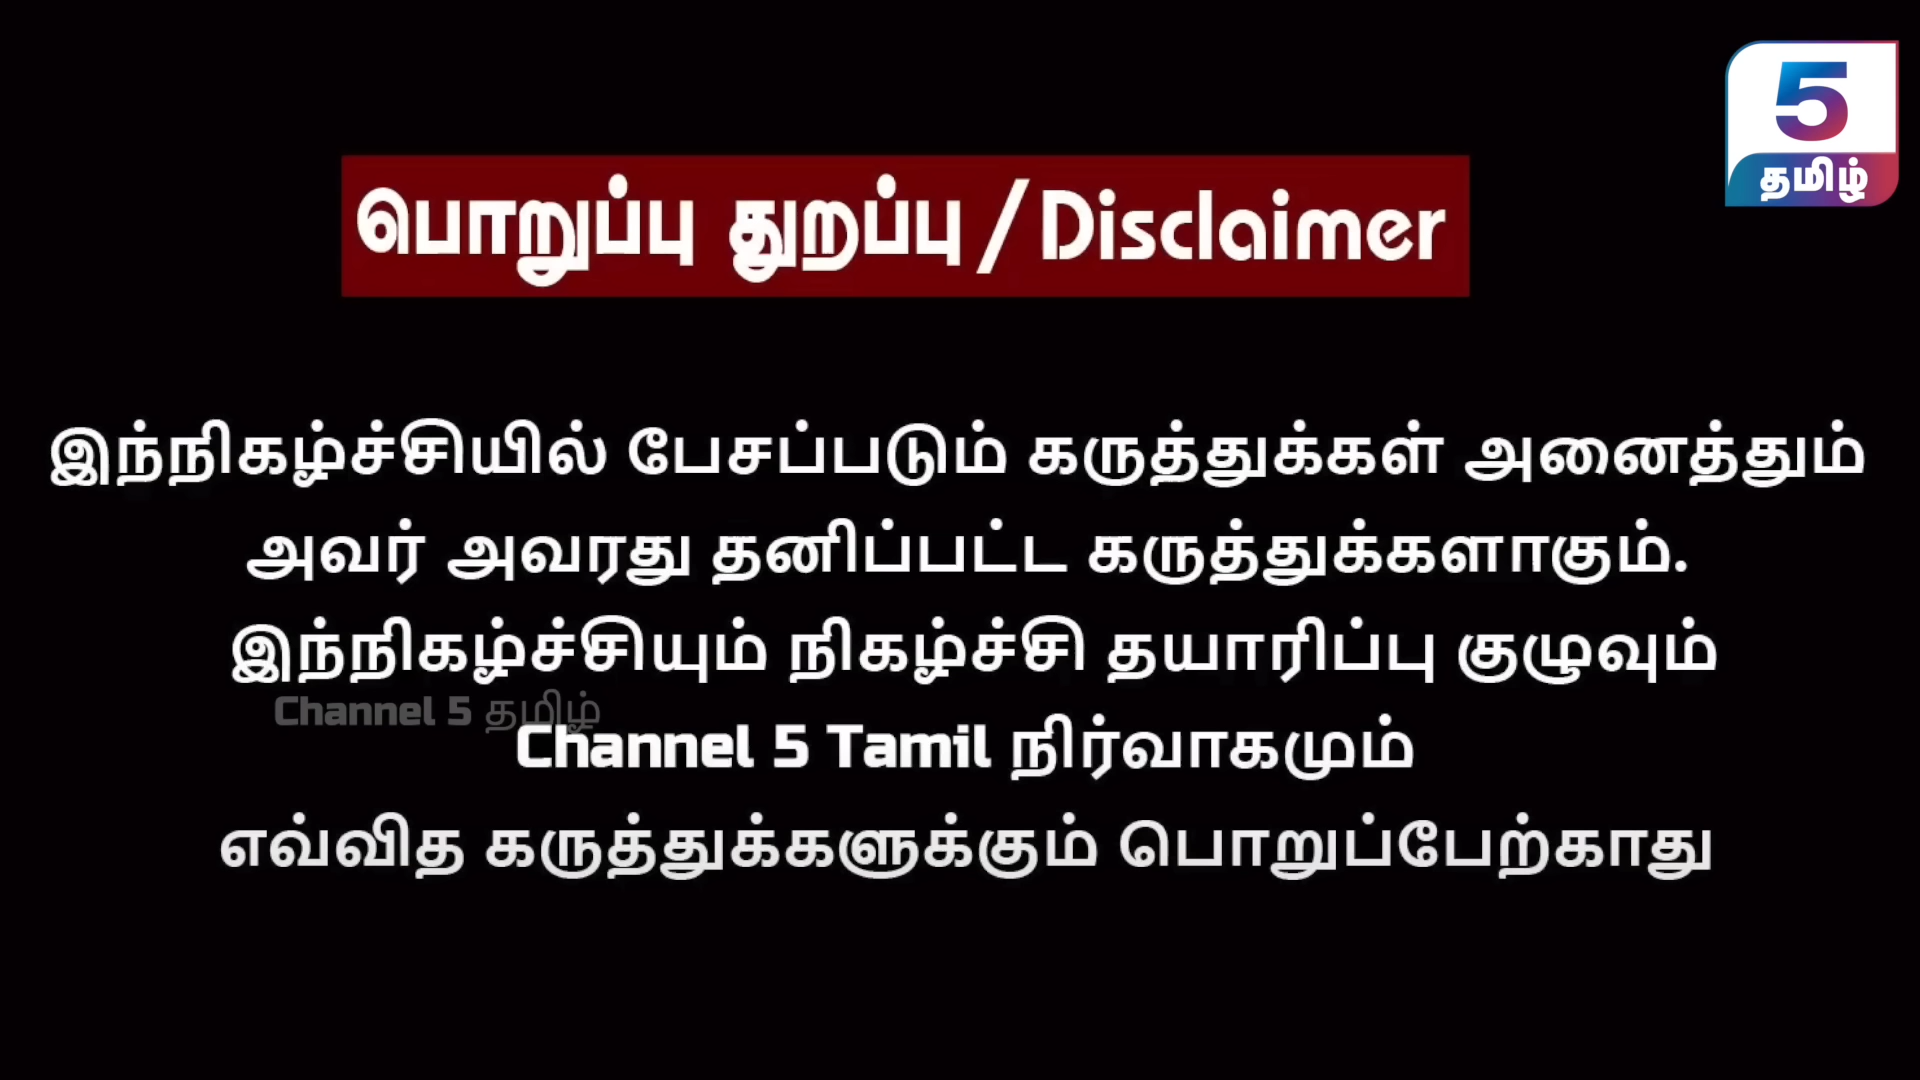 5
தமிழ்
பொறுப்பு துறப்பு/Disclaimer
இந்நிகழ்ச்சியில் பேசப்படும் கருத்துக்கள் அனைத்தும்
அவர் அவரது தனிப்பட்ட கருத்துக்களாகும்.
இந்நிகழ்ச்சியும் நிகழ்ச்சி தயாரிப்பு குழுவும்
Channel 5 தமிழ்
Channel 5 Tamil நிர்வாகமும்
எவ்வித கருத்துக்களுக்கும் பொறுப்பேற்காது